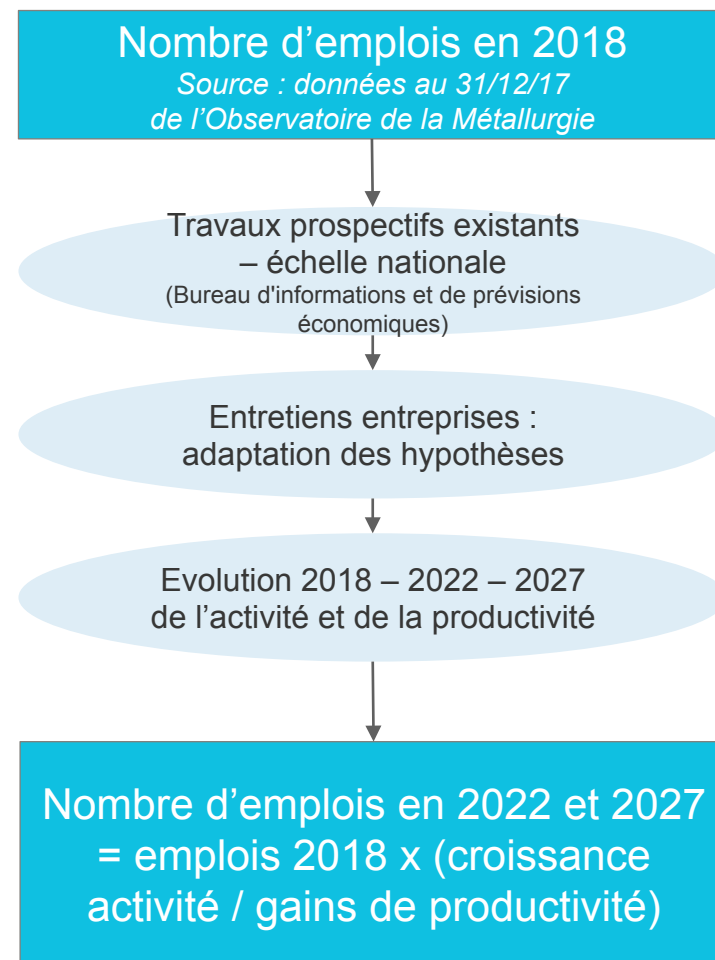 Nombre d’emplois en 2018
Source : données au 31/12/17
de l’Observatoire de la Métallurgie
Travaux prospectifs existants
– échelle nationale
(Bureau d'informations et de prévisions
économiques)
Entretiens entreprises :
adaptation des hypothèses
Evolution 2018 – 2022 – 2027
de l’activité et de la productivité
Nombre d’emplois en 2022 et 2027
= emplois 2018 x (croissance
activité / gains de productivité)